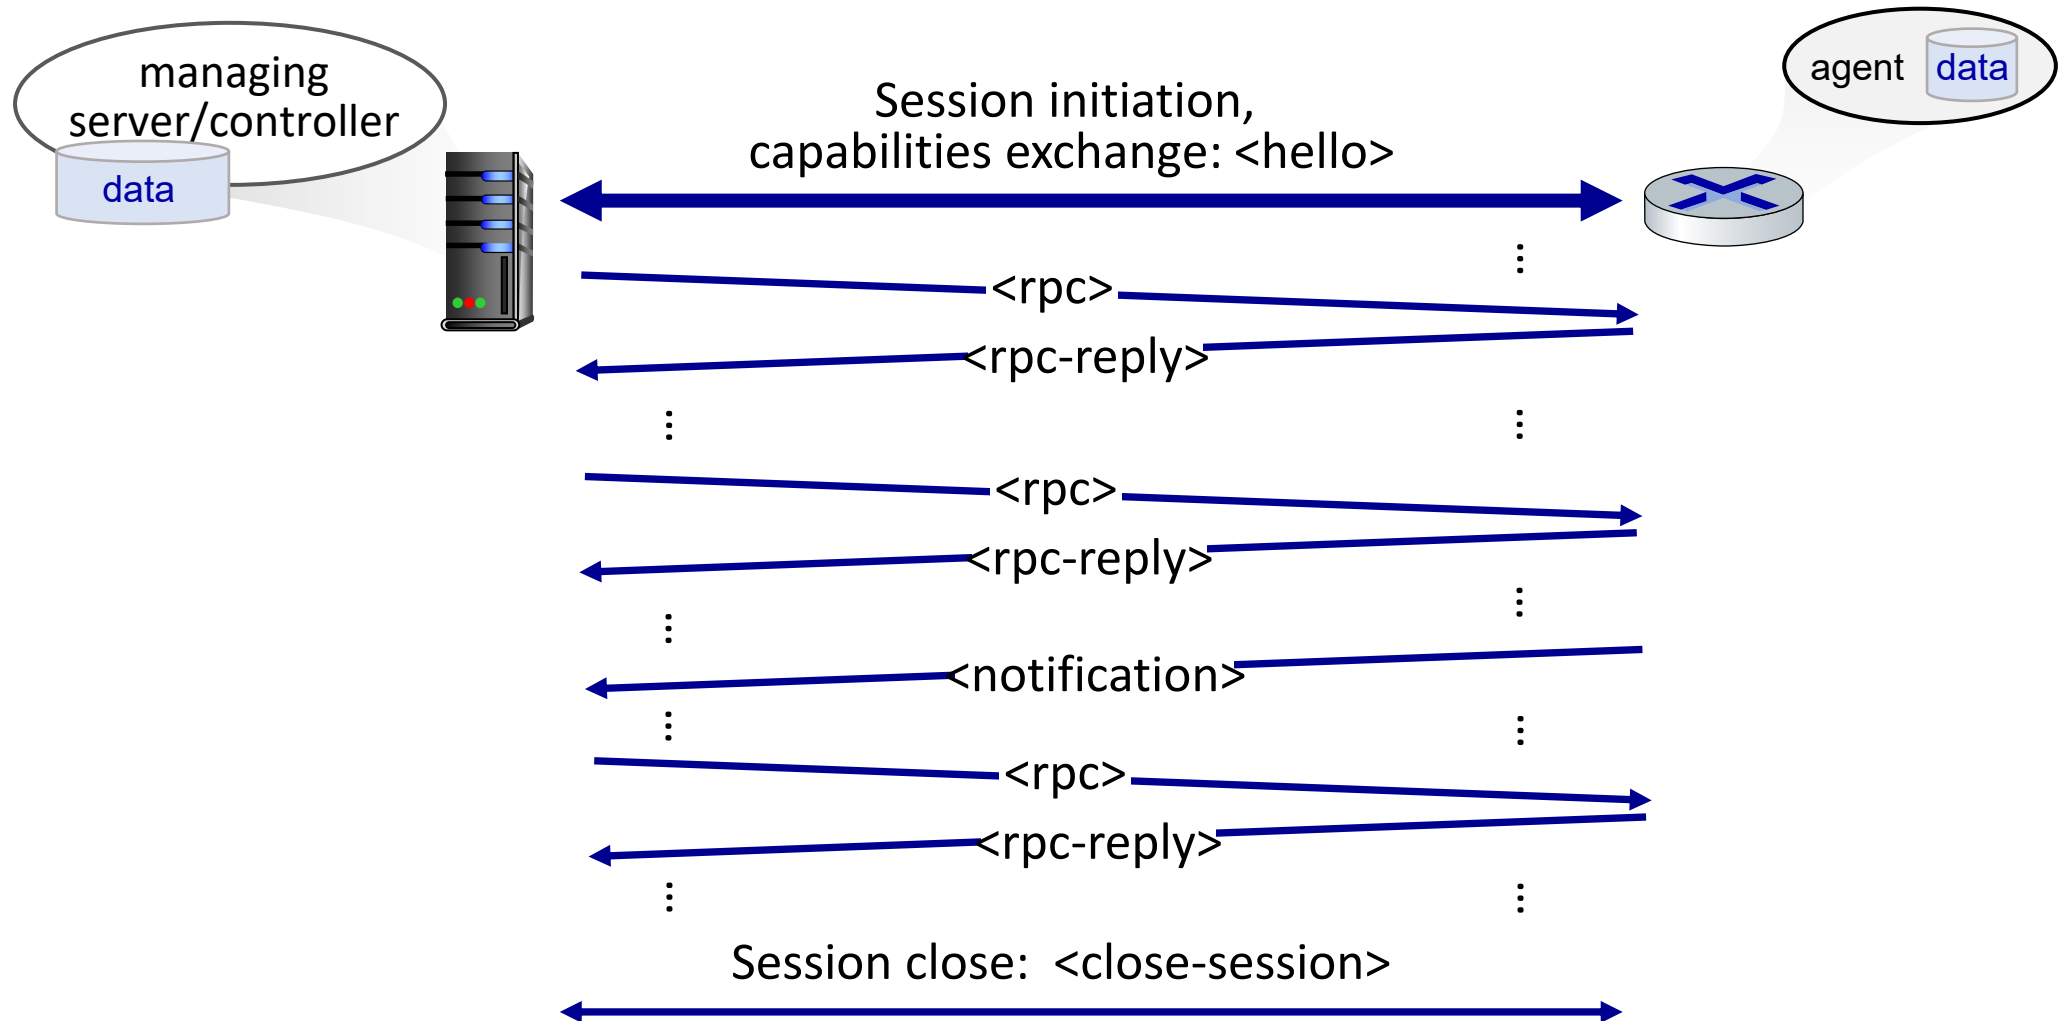 managing
server/controller
data
agent
data
Session initiation,
capabilities exchange: <hello>
<rpc>
<rpc-reply>
<rpc>
<rpc-reply>
<notification>
<rpc>
<rpc-reply>
Session close: <close-session>